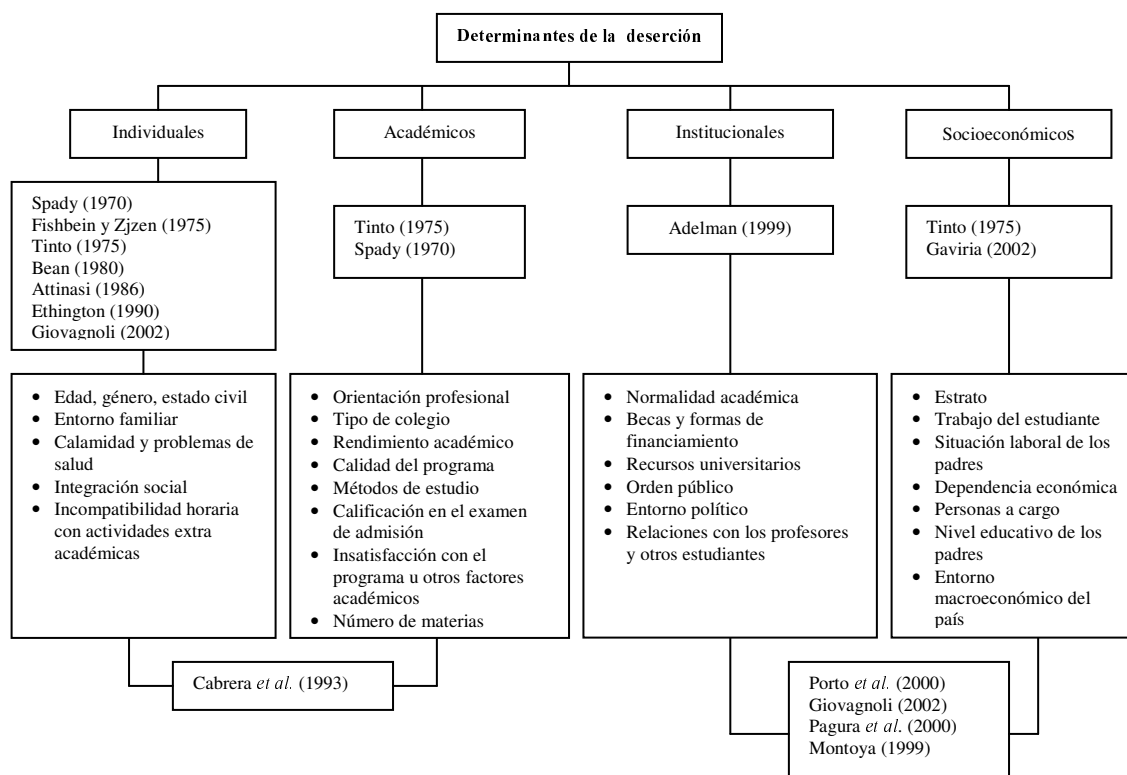 Determinantes de la deserción
Individuales
Académicos
Institucionales
Socioeconómicos
Spady (1970)
Fishbein y Zjzen (1975)
Tinto (1975)
Bean (1980)
Attinasi (1986)
Ethington (1990)
Giovagnoli (2002)
Tinto (1975)
Spady (1970)
Adelman (1999)
Tinto (1975)
Gaviria (2002)
• Edad, género, estado civil
• Entorno familiar
• Calamidad y problemas de
salud
• Integración social
• Incompatibilidad horaria
con actividades extra
académicas
• Orientación profesional
• Tipo de colegio
• Rendimiento académico
• Calidad del programa
• Métodos de estudio
• Calificación en el examen
de admisión
• Insatisfacción con el
programa u otros factores
académicos
• Número de materias
• Normalidad académica
• Becas y formas de
financiamiento
• Recursos universitarios
• Orden público
• Entorno político
• Relaciones con los profesores
y otros estudiantes
• Estrato
• Trabajo del estudiante
• Situación laboral de los
padres
• Dependencia económica
• Personas a cargo
• Nivel educativo de los
padres
• Entorno
macroeconómico del
país
Cabrera et al. (1993)
Porto et al. (2000)
Giovagnoli (2002)
Pagura et al. (2000)
Montoya (1999)